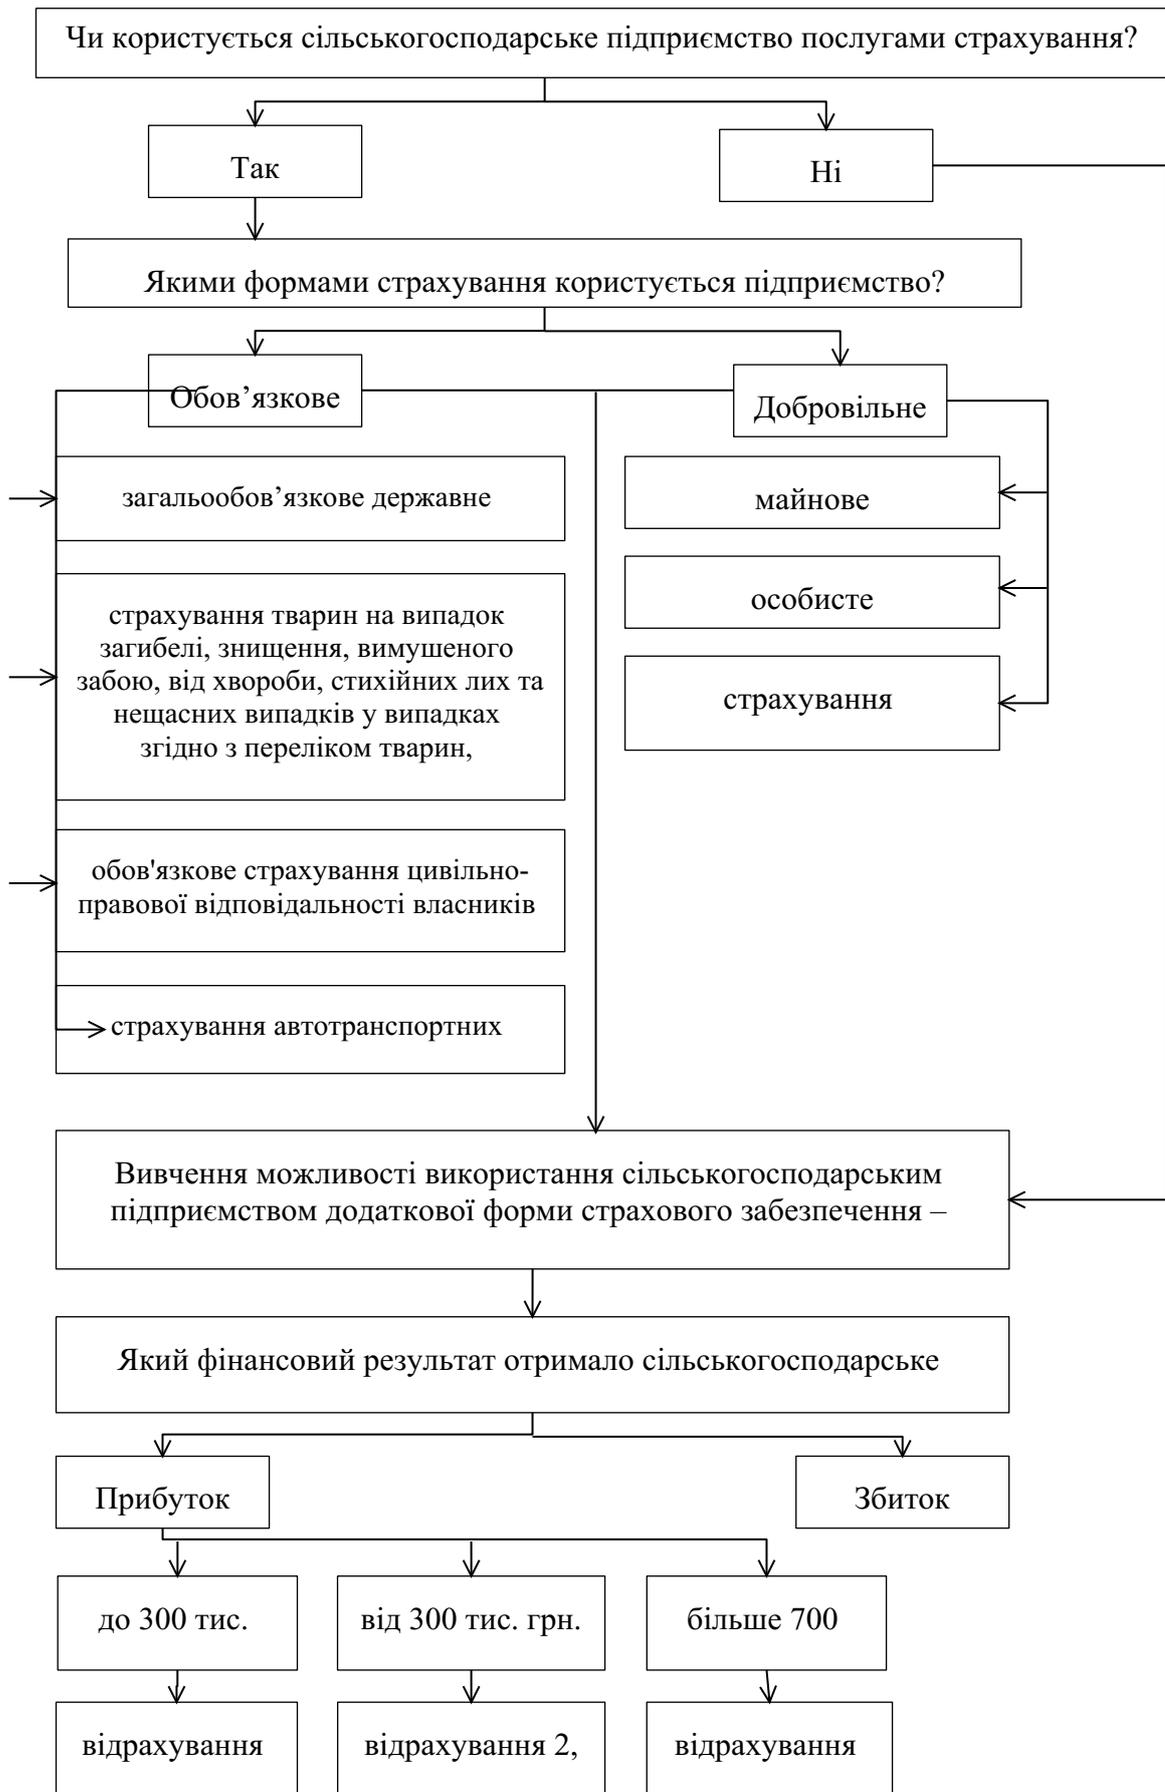 Чи користується сільськогосподарське підприємство послугами страхування?
Так
Ні
Якими формами страхування користується підприємство?
Обов’язкове
Добровільне
загальообов’язкове державне
майнове
страхування тварин на випадок
загибелі, знищення, вимушеного
забою, від хвороби, стихійних лих та
нещасних випадків у випадках
згідно з переліком тварин,
особисте
страхування
обов'язкове страхування цивільно-
правової відповідальності власників
страхування автотранспортних
Вивчення можливості використання сільськогосподарським
підприємством додаткової форми страхового забезпечення –
Який фінансовий результат отримало сільськогосподарське
Прибуток
Збиток
до 300 тис.
від 300 тис. грн.
більше 700
відрахування
відрахування 2,
відрахування